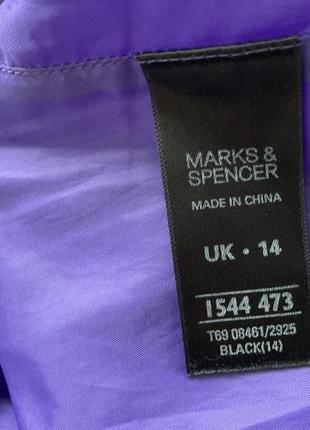 MARKS &
SPENCER
MADE IN CHINA
UK • 14
1544 473
T69 08461/2925
BLACK(14)